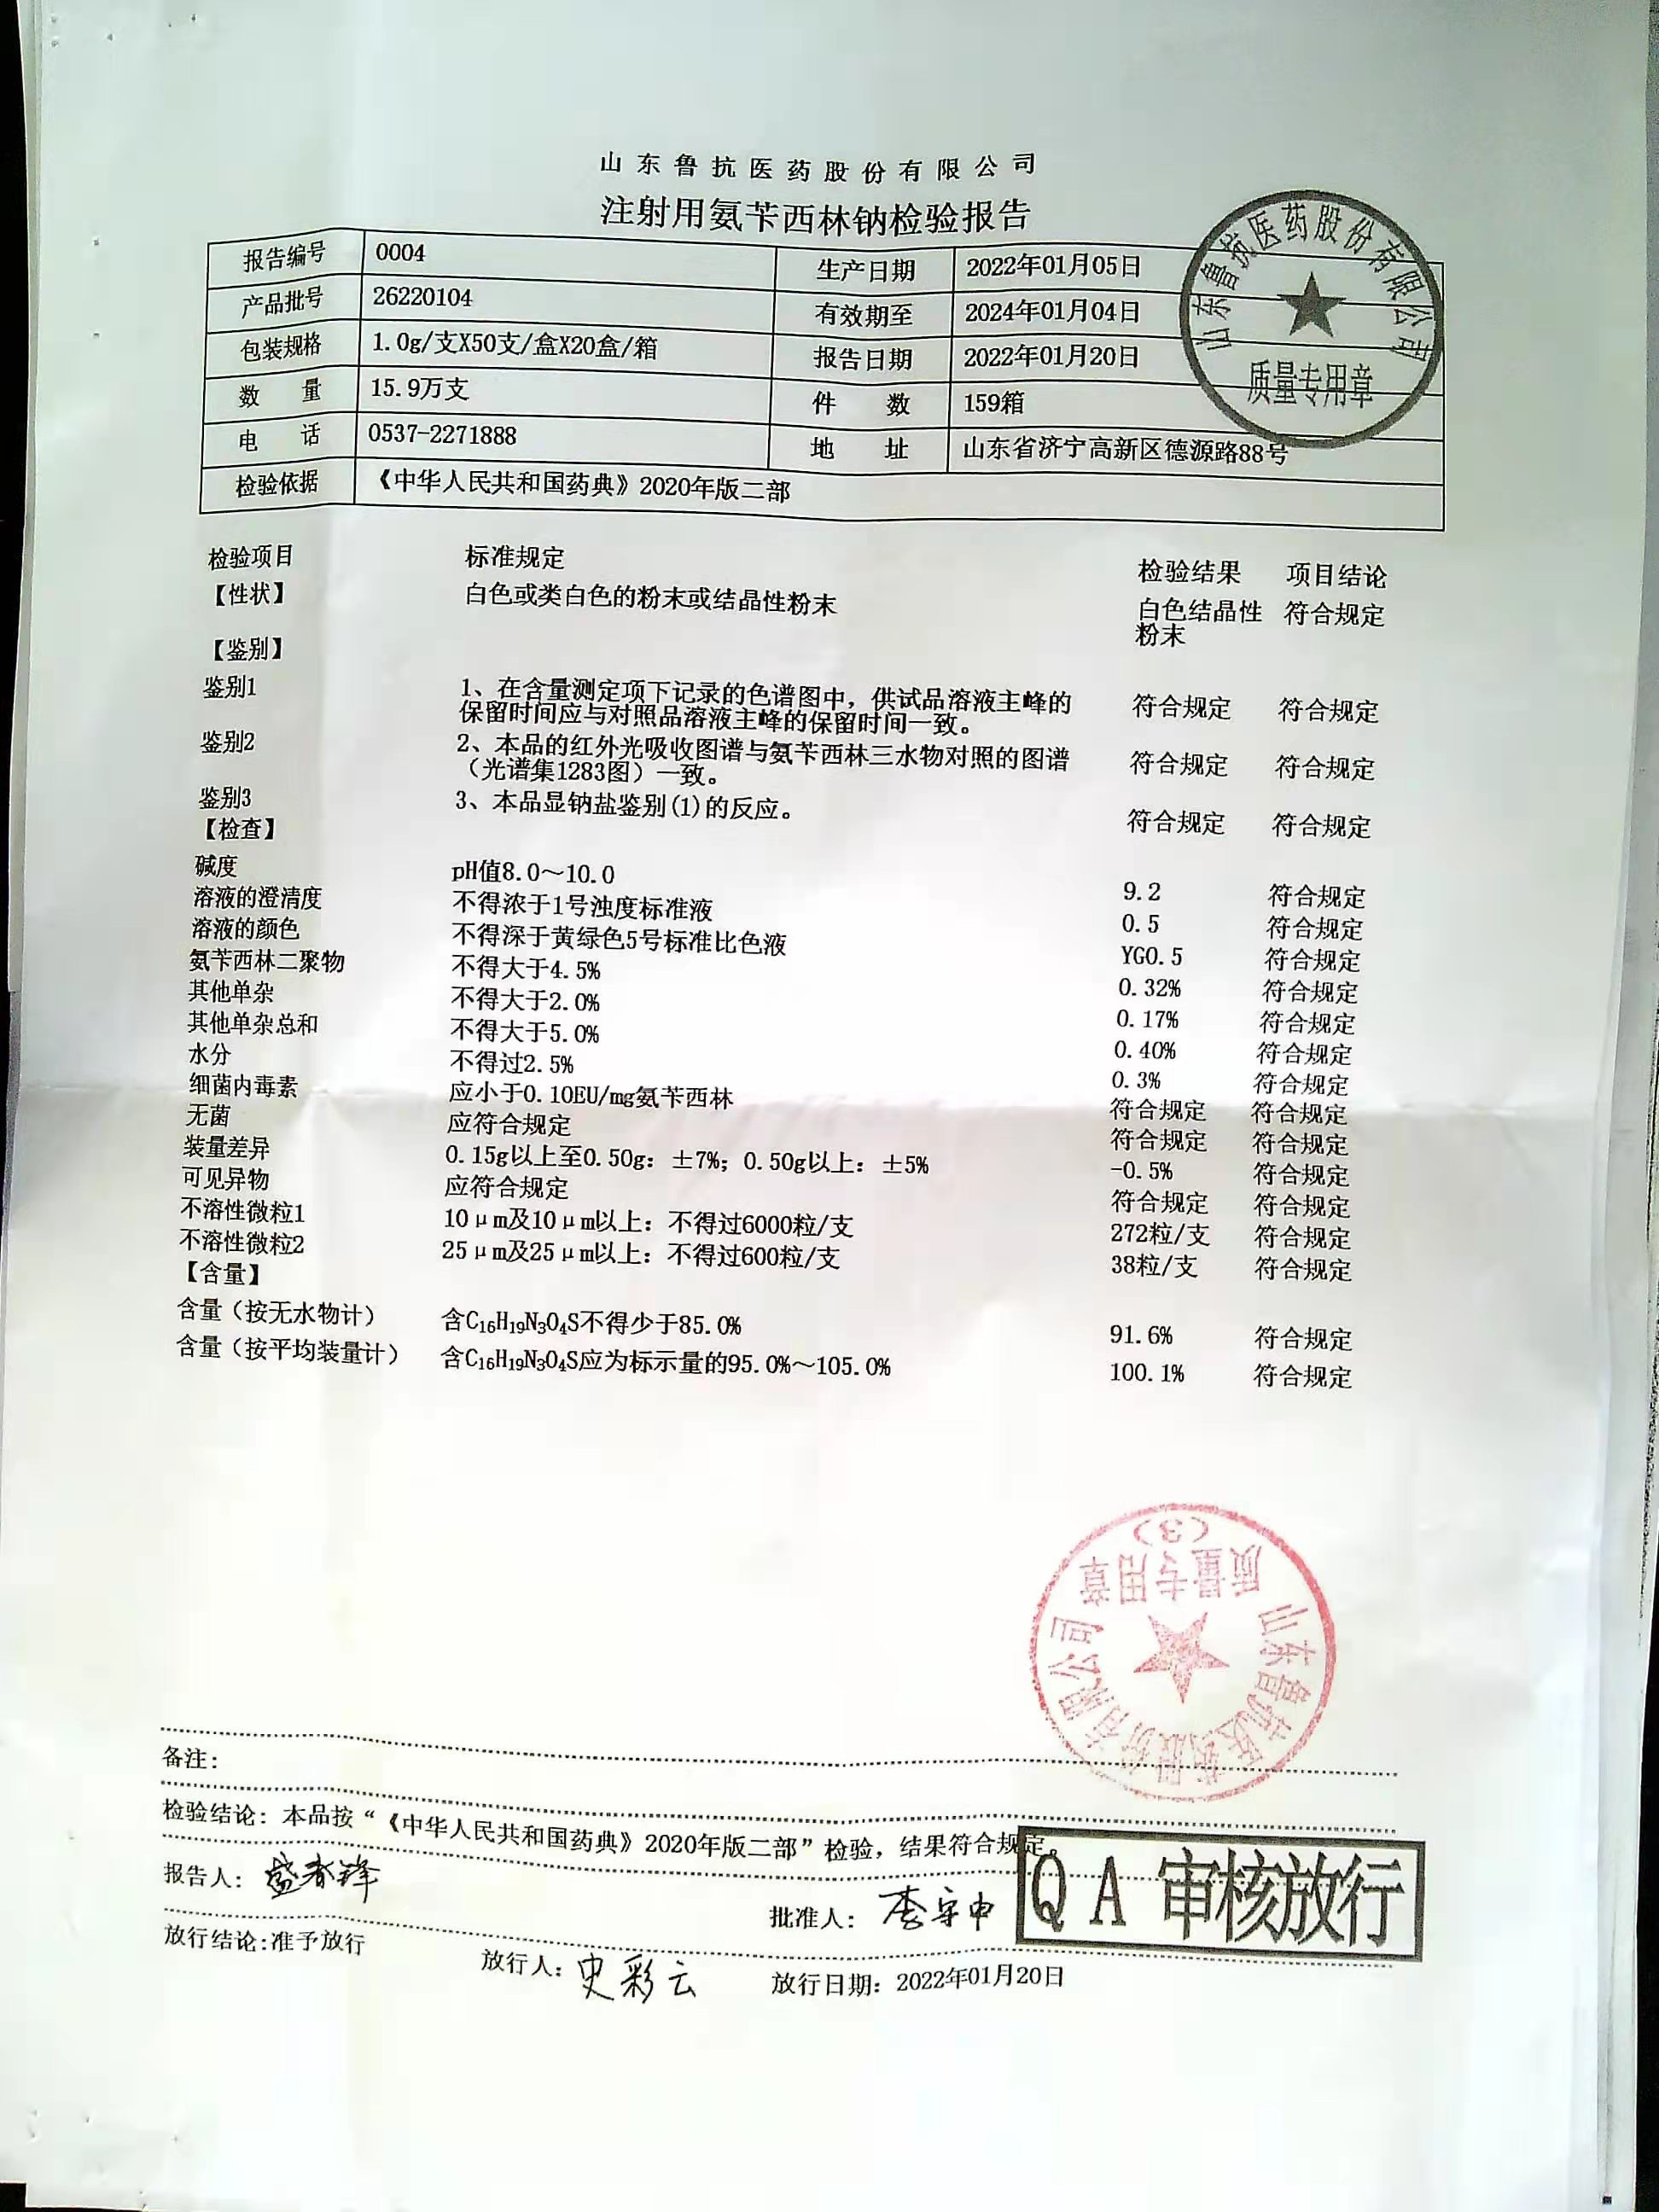 山东鲁抗医药股份有限公司
注射用氨苄西林钠检验报告
报告编号 0004 生产日期 2022年01月05日
产品批号 26220104 有效期至 2024年01月04日
包装规格 1.0g/支X50支/盒X20盒/箱 报告日期 2022年01月20日
数 量 15.9万支 件 数 159箱
电 话 0537-2271888 地 址 山东省济宁高新区德源路88号
检验依据 《中华人民共和国药典》2020年版二部
山东鲁抗医药股份有限公司
质量专用章
检验项目 标准规定 检验结果 项目结论
【性状】 白色或类白色的粉末或结晶性粉末 白色结晶性 符合规定
粉末
【鉴别】
鉴别1 1、在含量测定项下记录的色谱图中，供试品溶液主峰的 符合规定 符合规定
保留时间应与对照品溶液主峰的保留时间一致。
鉴别2 2、本品的红外光吸收图谱与氨苄西林三水物对照的图谱 符合规定 符合规定
（光谱集1283图）一致。
鉴别3 3、本品显钠盐鉴别(1)的反应。 符合规定 符合规定
【检查】
碱度 pH值8.0～10.0 9.2 符合规定
溶液的澄清度 不得浓于1号浊度标准液 0.5 符合规定
溶液的颜色 不得深于黄绿色5号标准比色液 YG0.5 符合规定
氨苄西林二聚物 不得大于4.5% 0.32% 符合规定
其他单杂 不得大于2.0% 0.17% 符合规定
其他单杂总和 不得大于5.0% 0.40% 符合规定
水分 不得过2.5% 0.3% 符合规定
细菌内毒素 应小于0.10EU/mg氨苄西林 符合规定 符合规定
无菌 应符合规定 符合规定 符合规定
装量差异 0.15g以上至0.50g：±7%；0.50g以上：±5% -0.5% 符合规定
可见异物 应符合规定 符合规定 符合规定
不溶性微粒1 10μm及10μm以上：不得过6000粒/支 272粒/支 符合规定
不溶性微粒2 25μm及25μm以上：不得过600粒/支 38粒/支 符合规定
【含量】
含量（按无水物计） 含C₁₆H₁₉N₃O₄S不得少于85.0% 91.6% 符合规定
含量（按平均装量计） 含C₁₆H₁₉N₃O₄S应为标示量的95.0%～105.0% 100.1% 符合规定
山东鲁抗医药股份有限公司
质量专用章
(3)
备注：
检验结论：本品按“《中华人民共和国药典》2020年版二部”检验，结果符合规定。
报告人：盛春锋 批准人：李守申 QA 审核放行
放行结论:准予放行 放行人：史彩云 放行日期：2022年01月20日